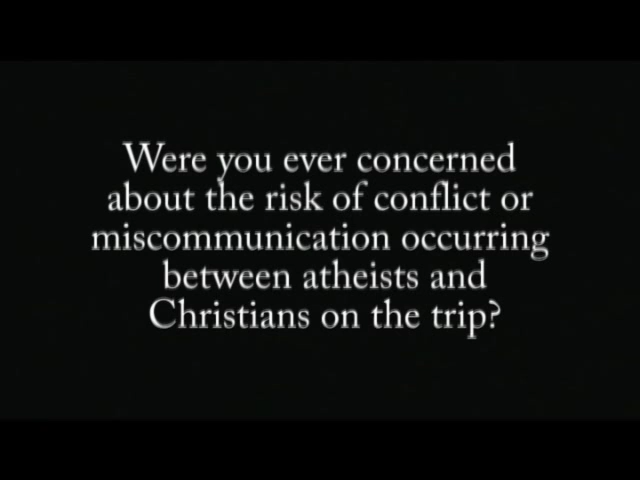 Were you ever concerned
about the risk of conflict or
miscommunication occurring
between atheists and
Christians on the trip?